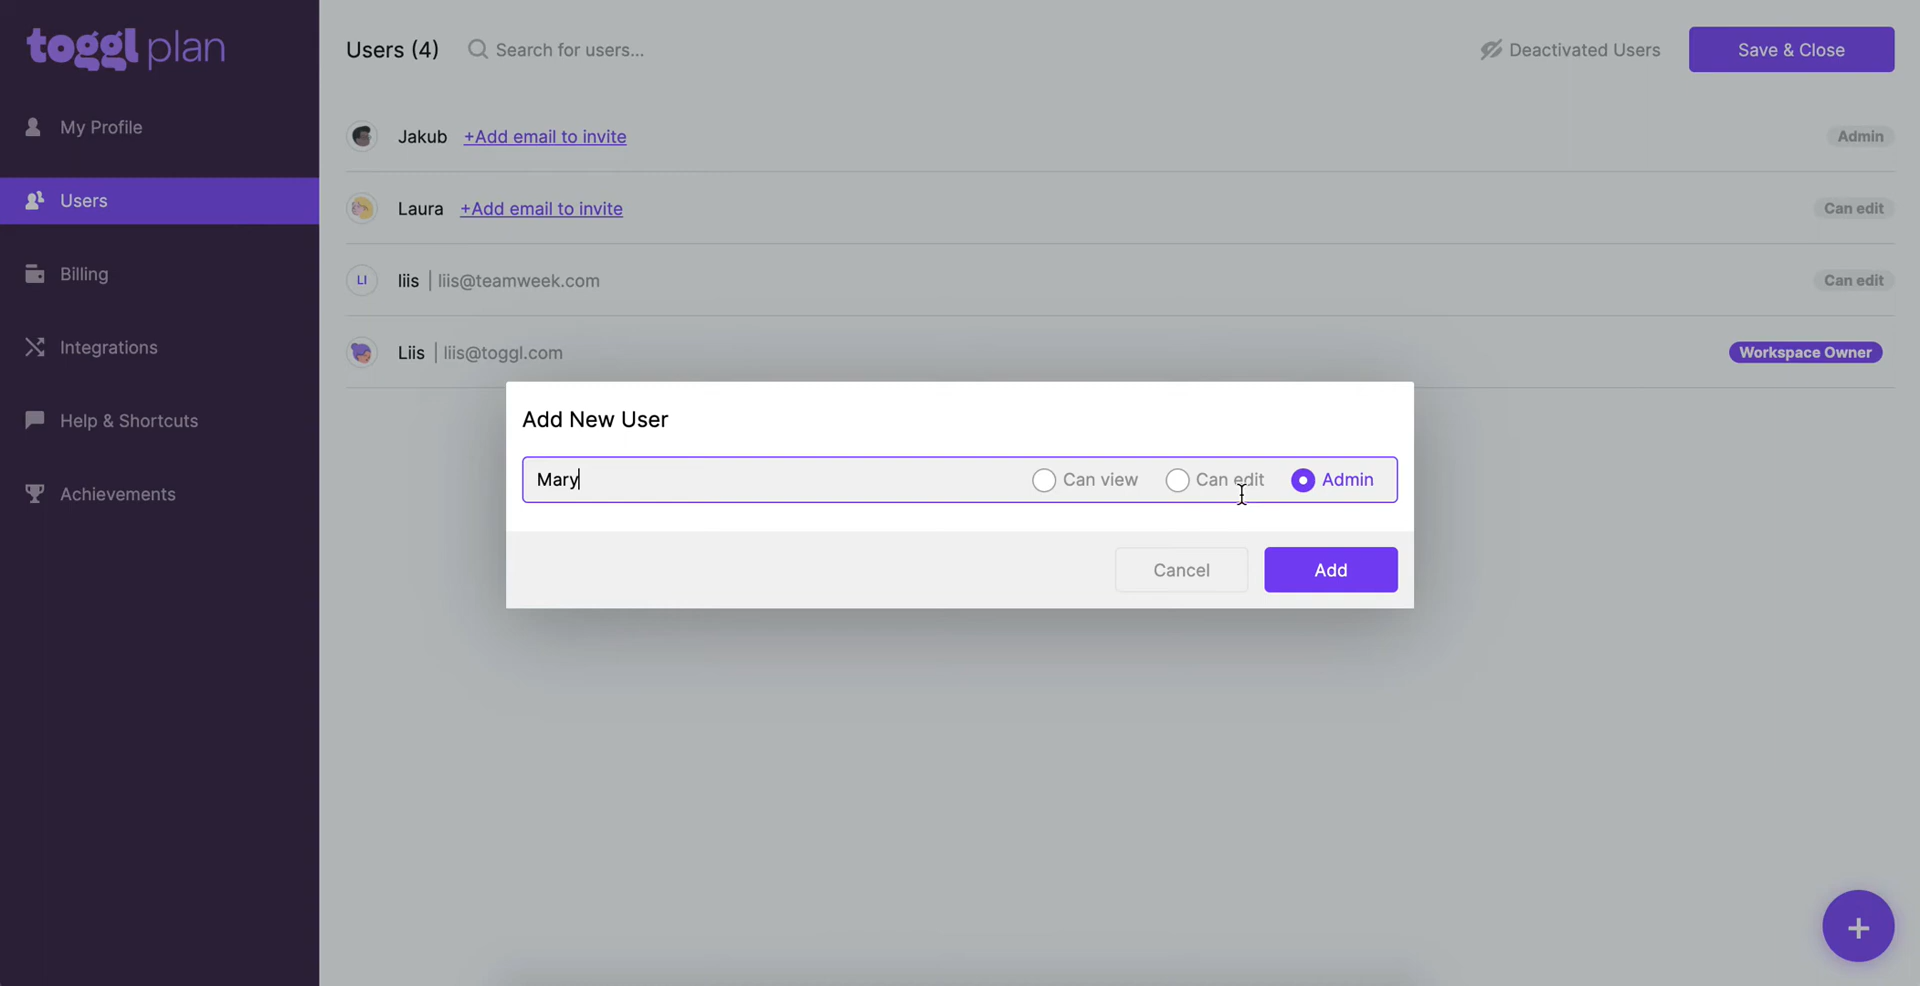 toggl plan
My Profile
Users
Billing
Integrations
Help & Shortcuts
Achievements
Users (4)
Search for users...
Deactivated Users
Save & Close
Jakub +Add email to invite
Admin
Laura +Add email to invite
Can edit
LI liis | liis@teamweek.com
Can edit
Liis | liis@toggl.com
Workspace Owner
Add New User
Mary
Can view
Can edit
Admin
Cancel
Add
+